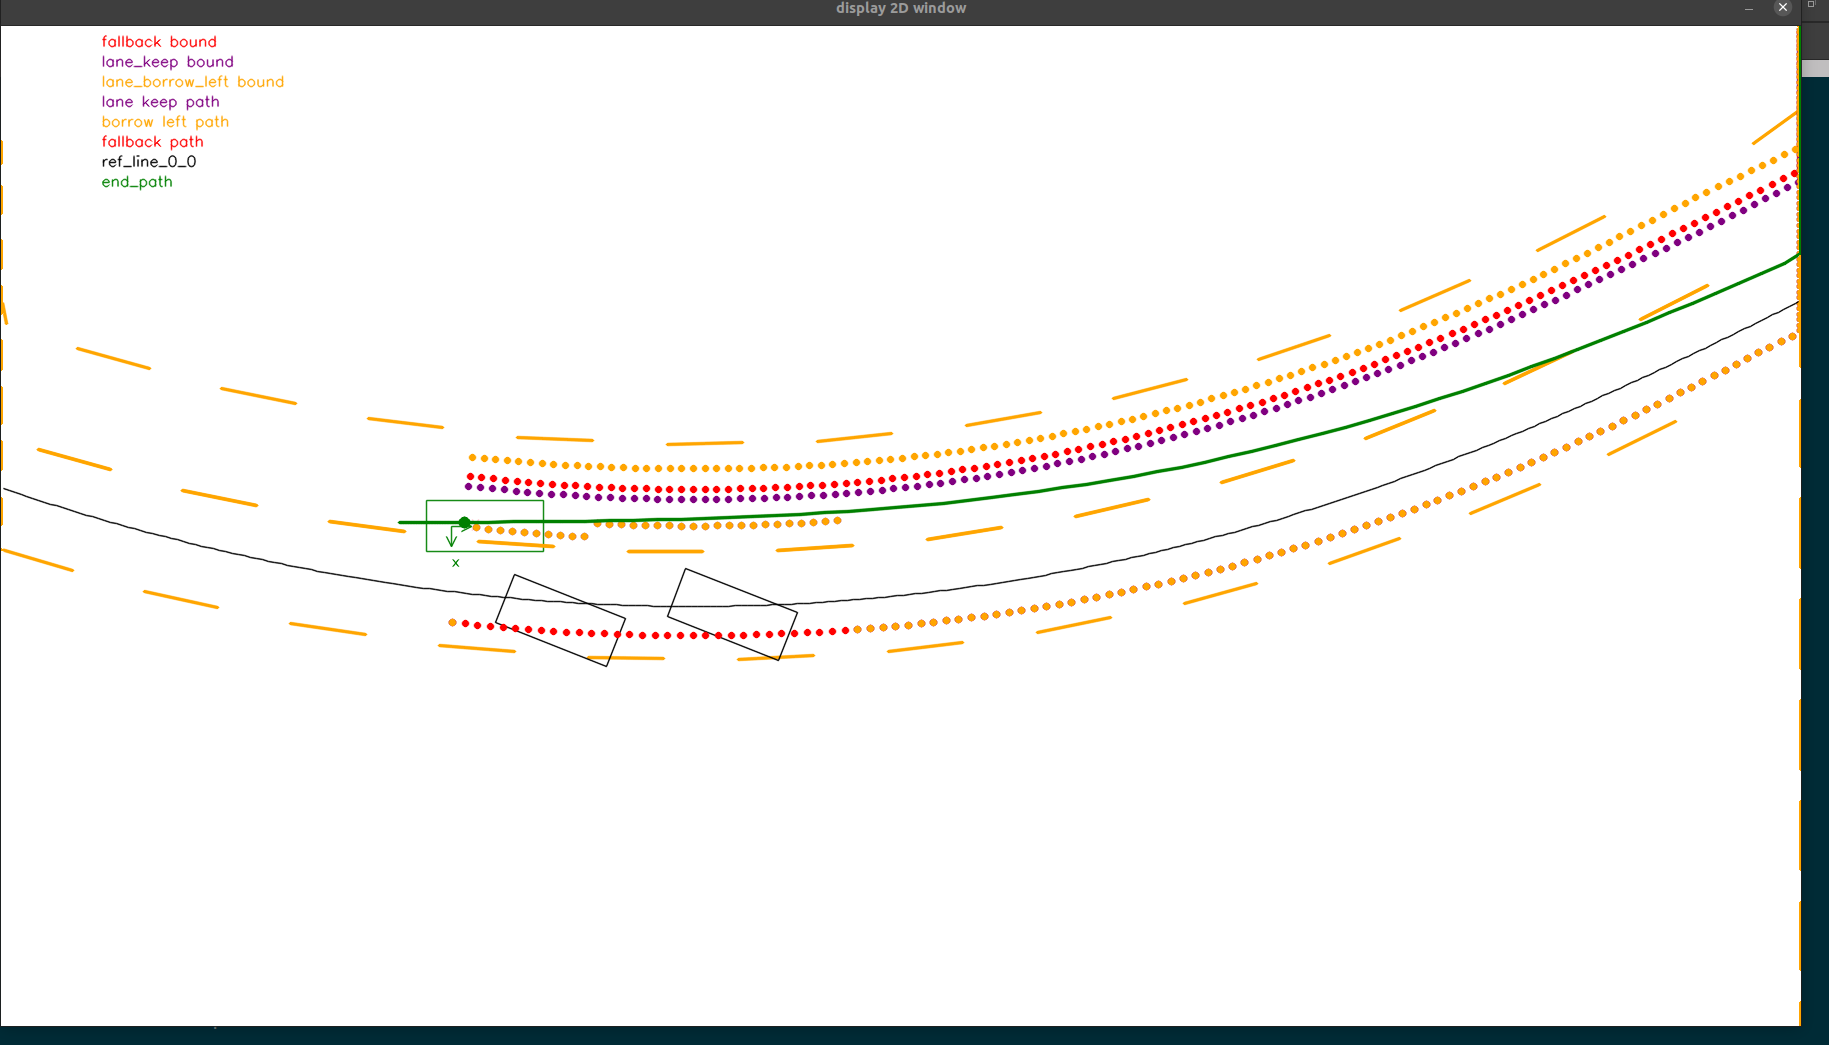 display 2D window
fallback bound
lane_keep bound
lane_borrow_left bound
lane keep path
borrow left path
fallback path
ref_line_0_0
end_path
x